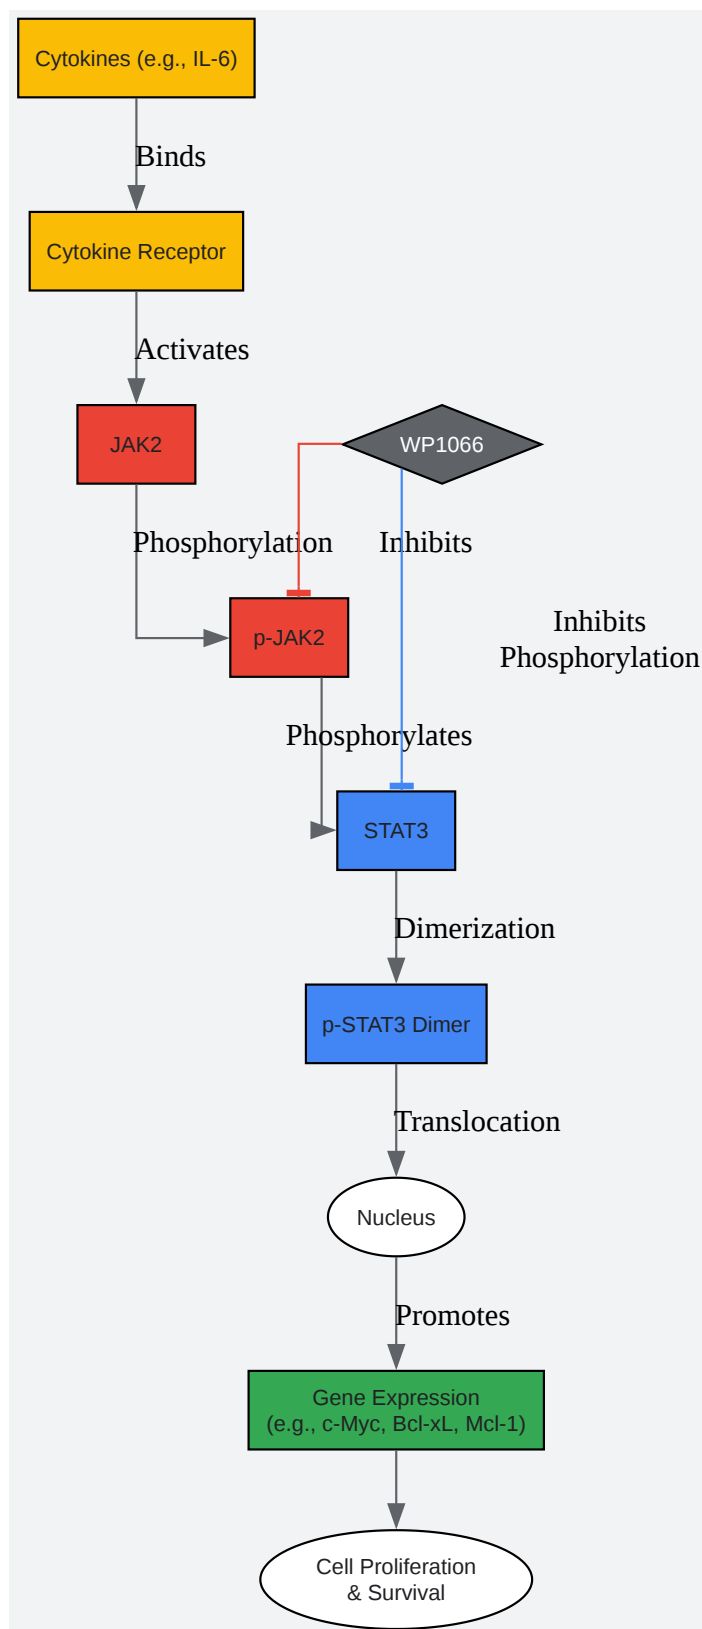 Cytokines (e.g., IL-6)
Binds
Cytokine Receptor
Activates
JAK2
WP1066
Phosphorylation
Inhibits
p-JAK2
Inhibits
Phosphorylation
Phosphorylates
STAT3
Dimerization
p-STAT3 Dimer
Translocation
Nucleus
Promotes
Gene Expression
(e.g., c-Myc, Bcl-xL, Mcl-1)
Cell Proliferation
& Survival